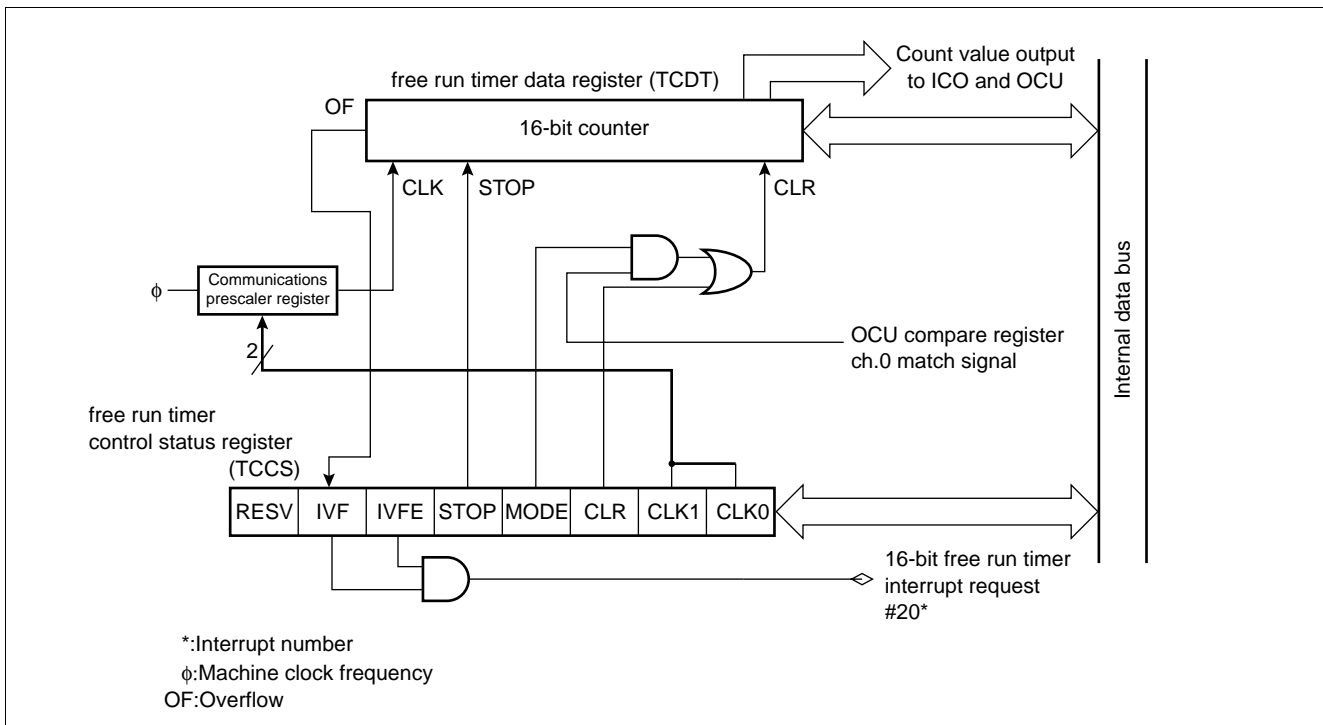 Count value output
to ICO and OCU
free run timer data register (TCDT)
OF
16-bit counter
CLK
STOP
CLR
Communications
prescaler register
ϕ
OCU compare register
ch.0 match signal
2
Internal data bus
free run timer
control status register
(TCCS)
RESV IVF IVFE STOP MODE CLR CLK1 CLK0
16-bit free run timer
interrupt request
#20*
*:Interrupt number
ϕ:Machine clock frequency
OF:Overflow